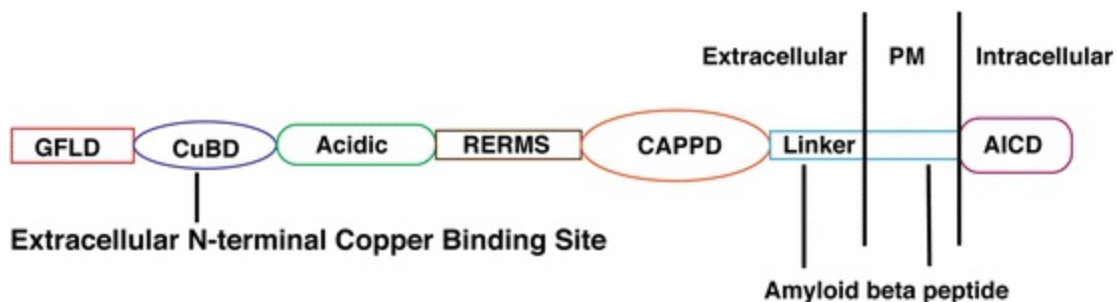 Extracellular PM Intracellular
GFLD CuBD Acidic RERMS CAPPD Linker AICD
Extracellular N-terminal Copper Binding Site
Amyloid beta peptide